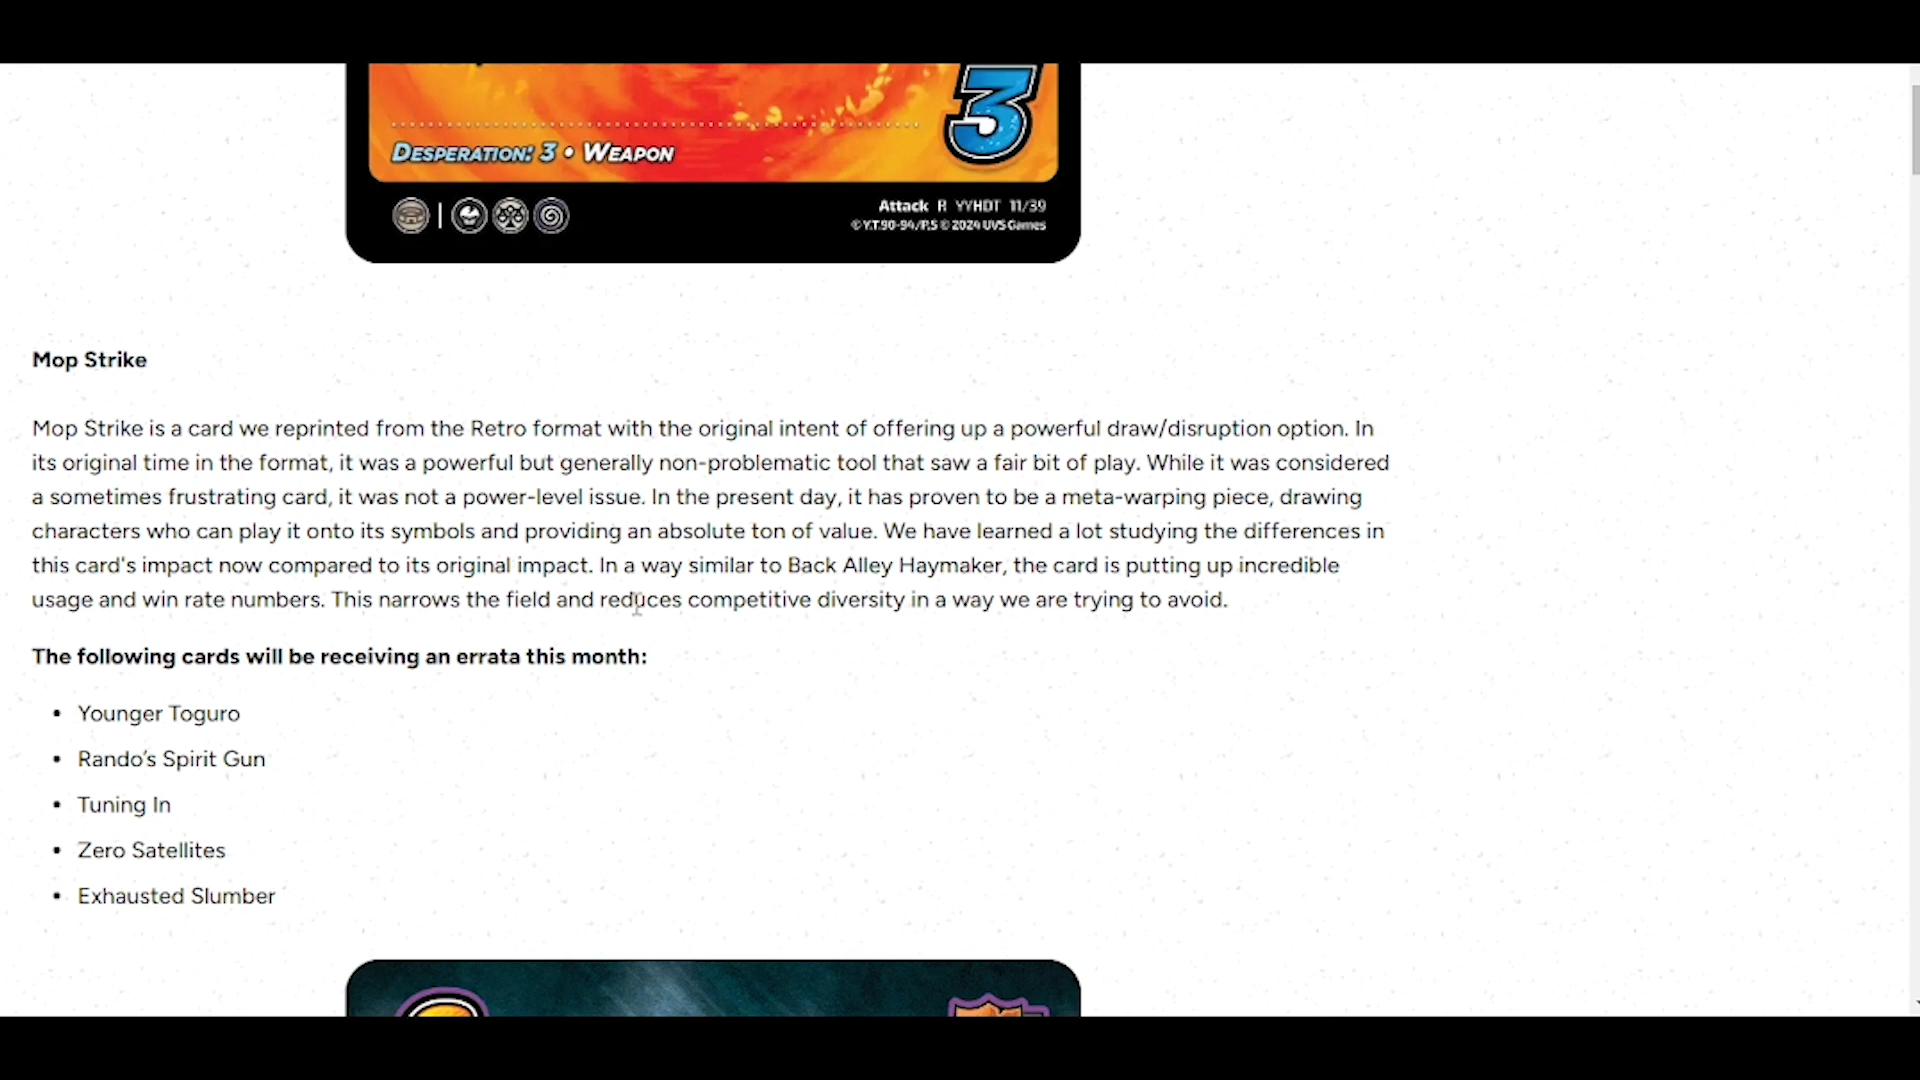 3
DESPERATION: 3 • WEAPON
Attack R YYHDT 11/39
© Y.T.90-94/P.S © 2024 UVS Games
Mop Strike
Mop Strike is a card we reprinted from the Retro format with the original intent of offering up a powerful draw/disruption option. In
its original time in the format, it was a powerful but generally non-problematic tool that saw a fair bit of play. While it was considered
a sometimes frustrating card, it was not a power-level issue. In the present day, it has proven to be a meta-warping piece, drawing
characters who can play it onto its symbols and providing an absolute ton of value. We have learned a lot studying the differences in
this card's impact now compared to its original impact. In a way similar to Back Alley Haymaker, the card is putting up incredible
usage and win rate numbers. This narrows the field and reduces competitive diversity in a way we are trying to avoid.
The following cards will be receiving an errata this month:
• Younger Toguro
• Rando’s Spirit Gun
• Tuning In
• Zero Satellites
• Exhausted Slumber